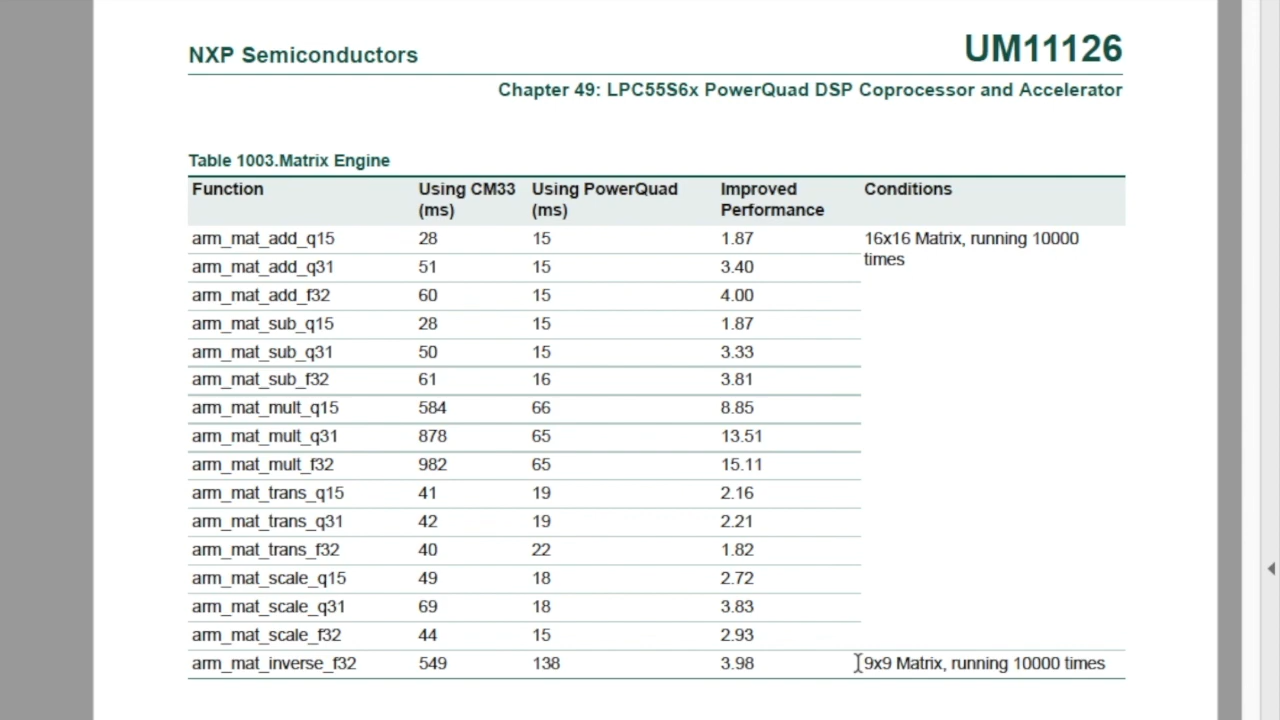 NXP Semiconductors UM11126
Chapter 49: LPC55S6x PowerQuad DSP Coprocessor and Accelerator
Table 1003.Matrix Engine
Function Using CM33 (ms) Using PowerQuad (ms) Improved Performance Conditions
arm_mat_add_q15 28 15 1.87 16x16 Matrix, running 10000 times
arm_mat_add_q31 51 15 3.40
arm_mat_add_f32 60 15 4.00
arm_mat_sub_q15 28 15 1.87
arm_mat_sub_q31 50 15 3.33
arm_mat_sub_f32 61 16 3.81
arm_mat_mult_q15 584 66 8.85
arm_mat_mult_q31 878 65 13.51
arm_mat_mult_f32 982 65 15.11
arm_mat_trans_q15 41 19 2.16
arm_mat_trans_q31 42 19 2.21
arm_mat_trans_f32 40 22 1.82
arm_mat_scale_q15 49 18 2.72
arm_mat_scale_q31 69 18 3.83
arm_mat_scale_f32 44 15 2.93
arm_mat_inverse_f32 549 138 3.98 9x9 Matrix, running 10000 times